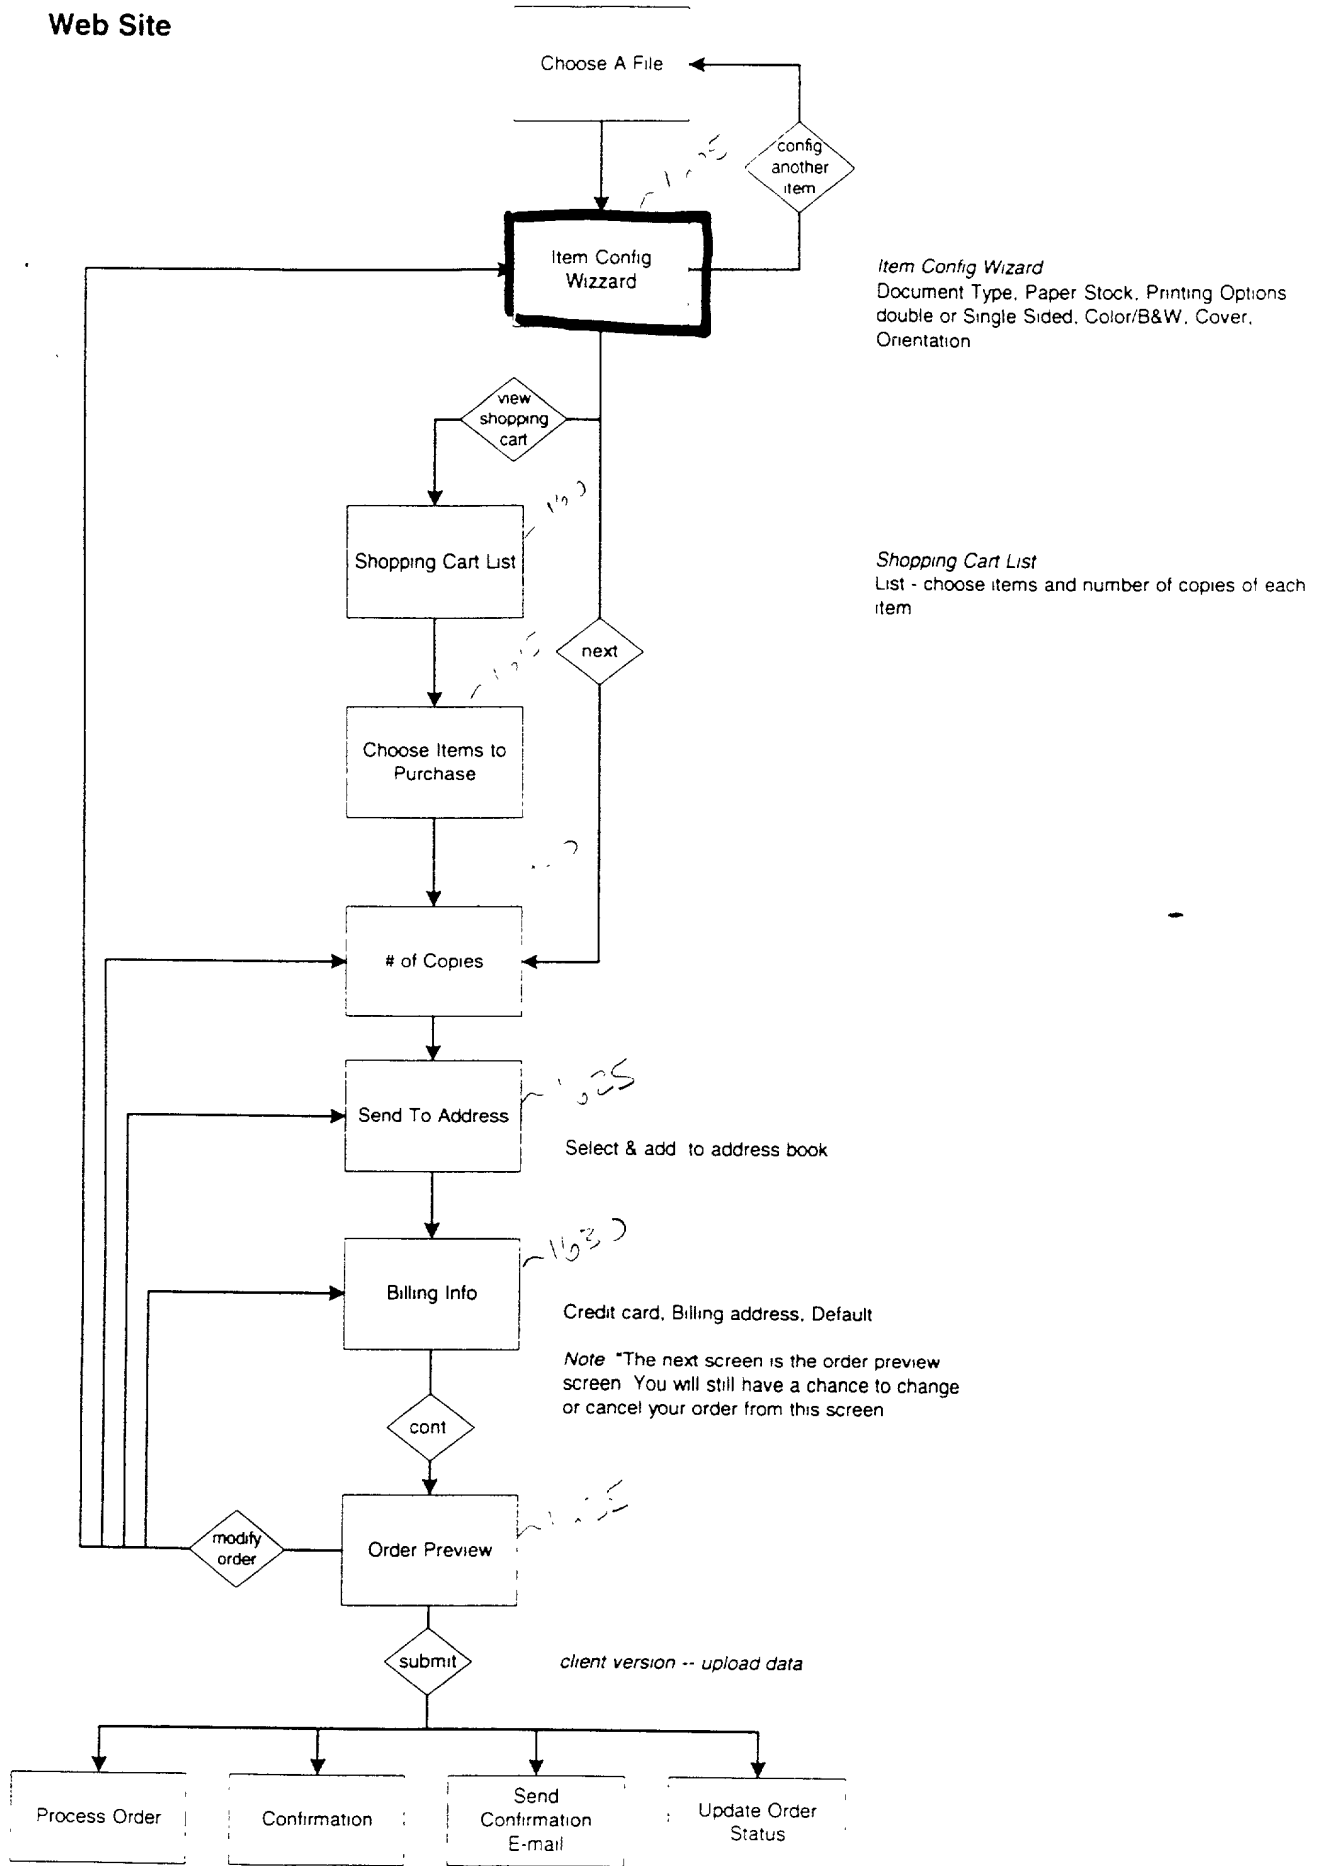 Web Site
Choose A File
config
another
item
Item Config
Wizzard
Item Config Wizard
Document Type, Paper Stock, Printing Options
double or Single Sided, Color/B&W, Cover,
Orientation
view
shopping
cart
Shopping Cart List
Shopping Cart List
List - choose items and number of copies of each
item
next
Choose Items to
Purchase
# of Copies
Send To Address
Select & add to address book
1630
Billing Info
Credit card, Billing address, Default
Note "The next screen is the order preview
screen You will still have a chance to change
or cancel your order from this screen
cont
modify
order
Order Preview
submit
client version -- upload data
Process Order
Confirmation
Send
Confirmation
E-mail
Update Order
Status